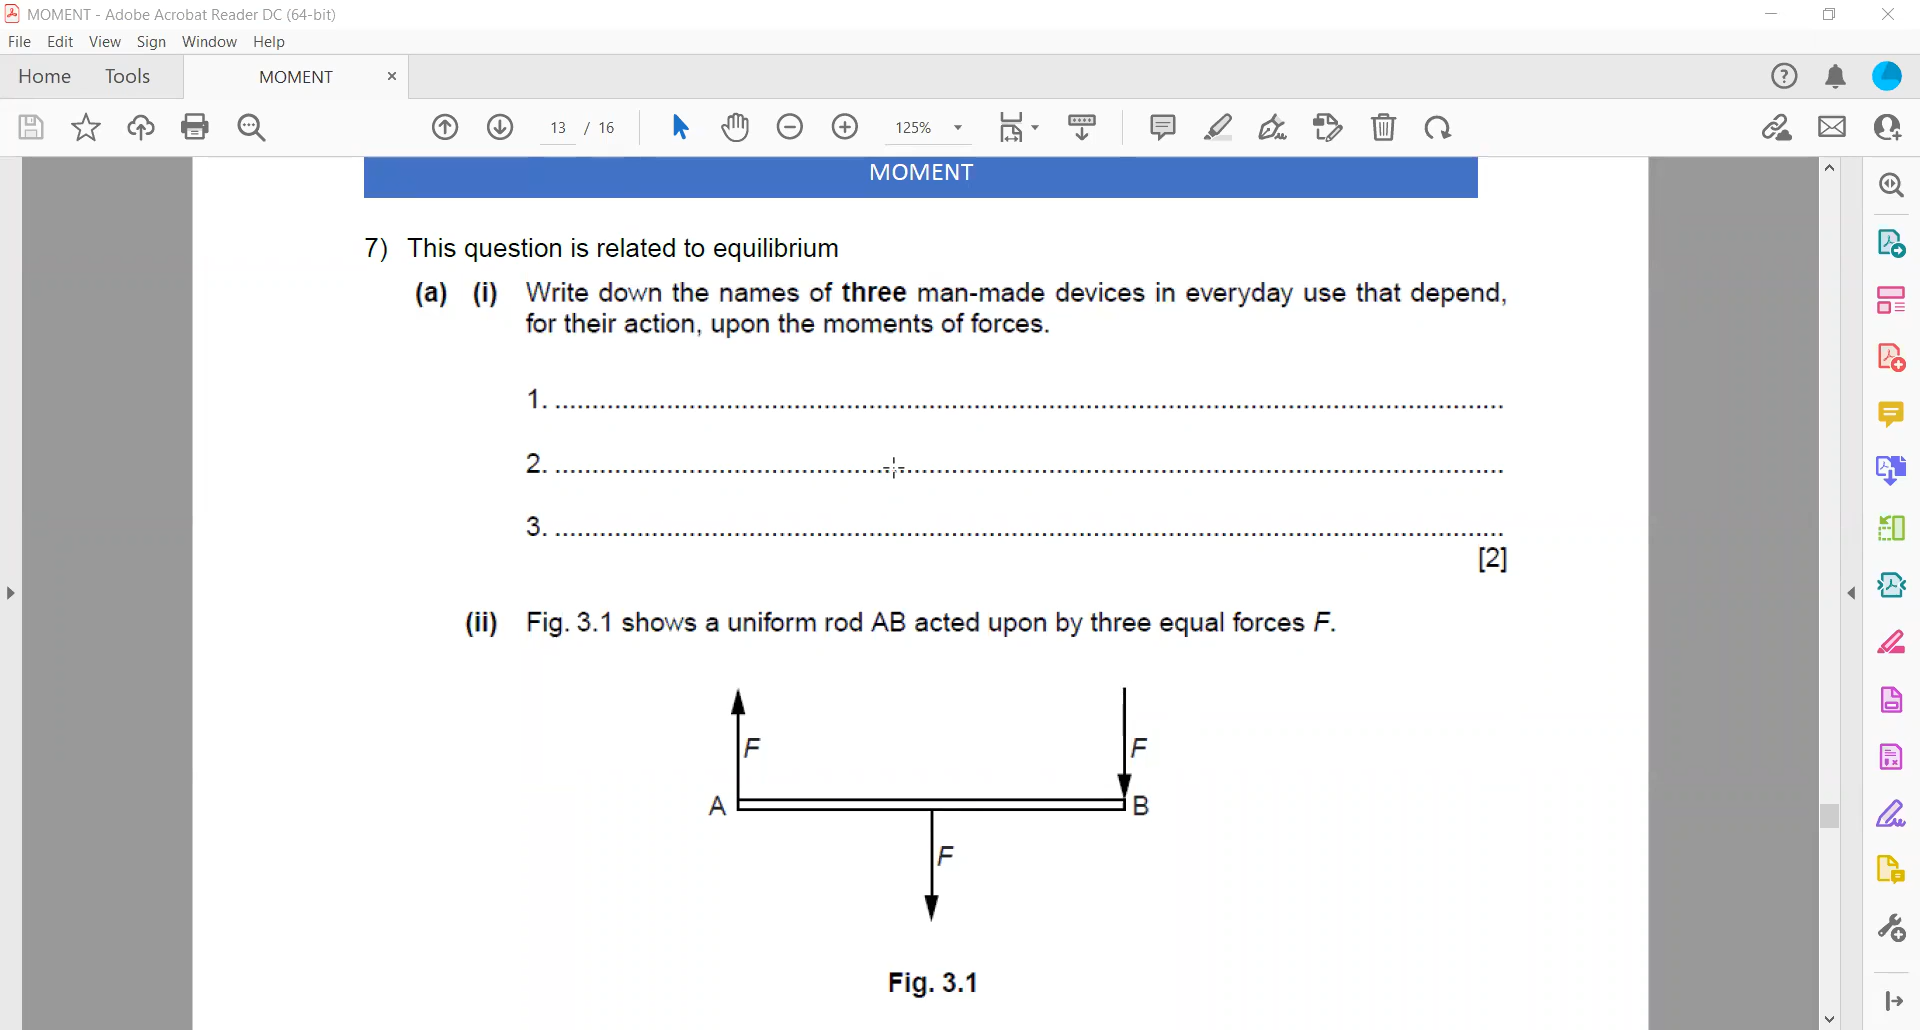 MOMENT - Adobe Acrobat Reader DC (64-bit)
File Edit View Sign Window Help
Home Tools MOMENT ×
13 / 16 125%
MOMENT
7) This question is related to equilibrium
(a) (i) Write down the names of three man-made devices in everyday use that depend,
for their action, upon the moments of forces.
1. ..........
2. ..........
3. ..........
[2]
(ii) Fig. 3.1 shows a uniform rod AB acted upon by three equal forces F.
F F
A B
F
Fig. 3.1